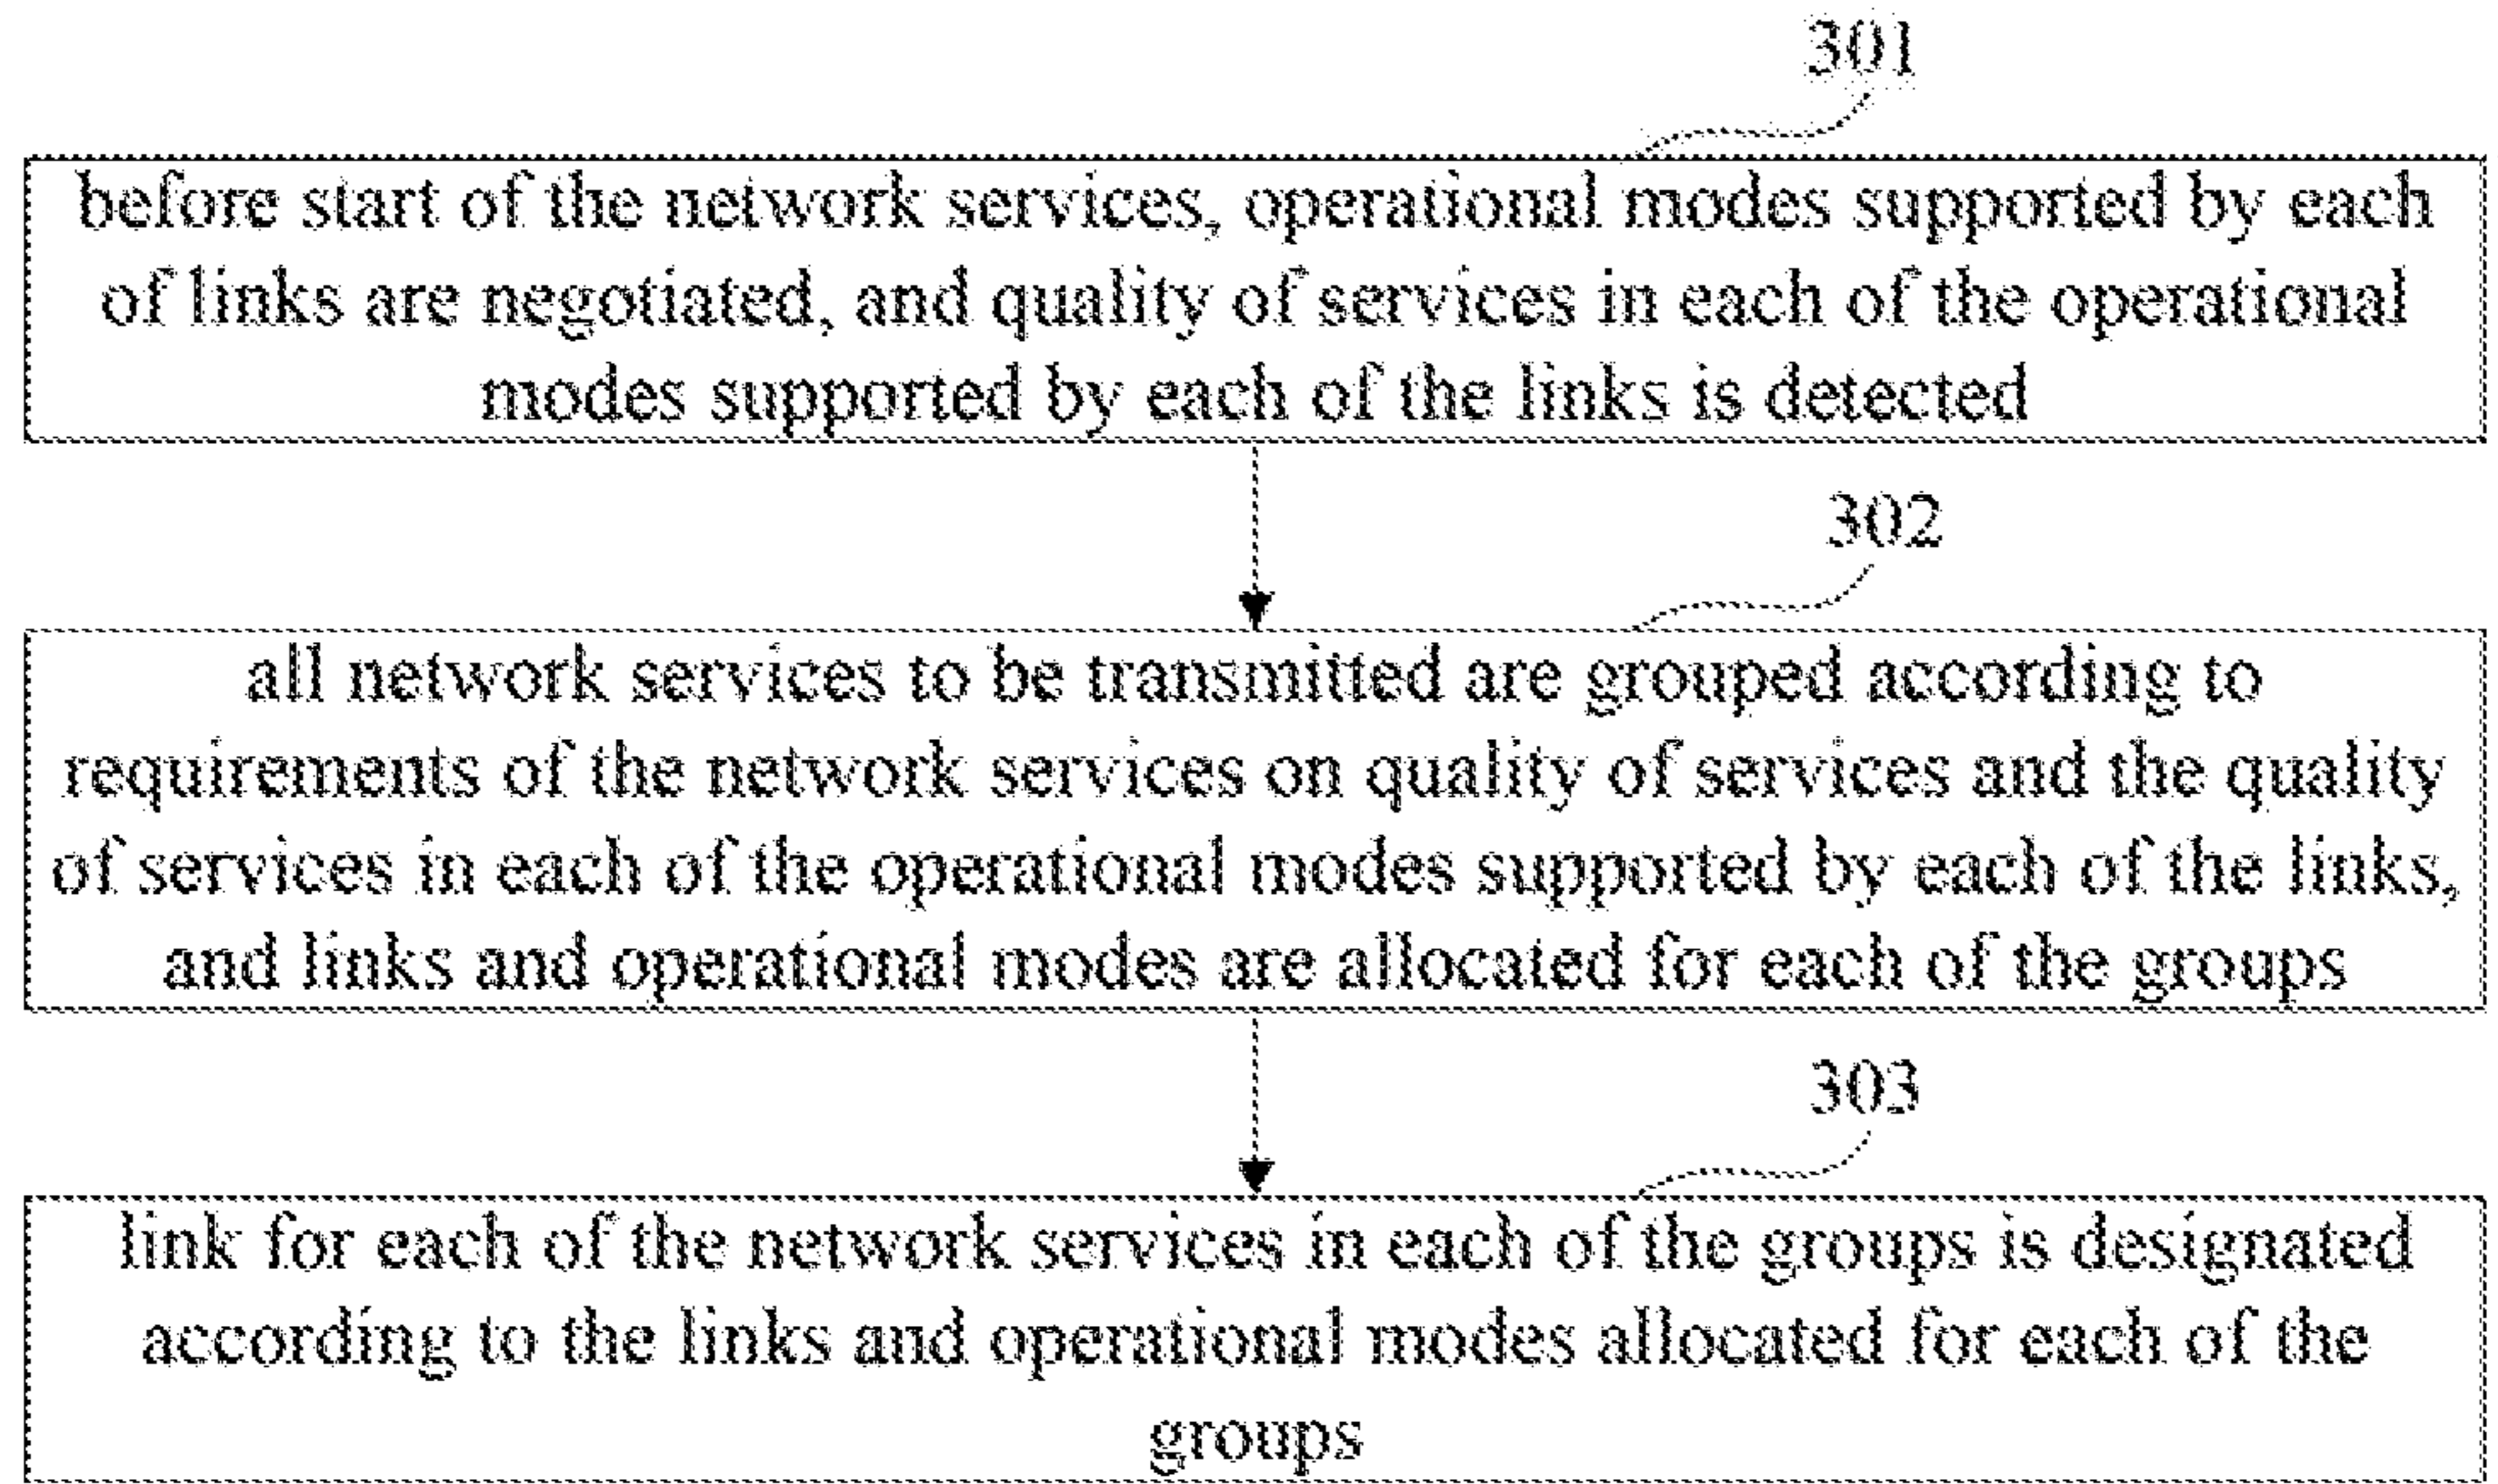 301
before start of the network services, operational modes supported by each
of links are negotiated, and quality of services in each of the operational
modes supported by each of the links is detected
302
all network services to be transmitted are grouped according to
requirements of the network services on quality of services and the quality
of services in each of the operational modes supported by each of the links,
and links and operational modes are allocated for each of the groups
303
link for each of the network services in each of the groups is designated
according to the links and operational modes allocated for each of the
groups